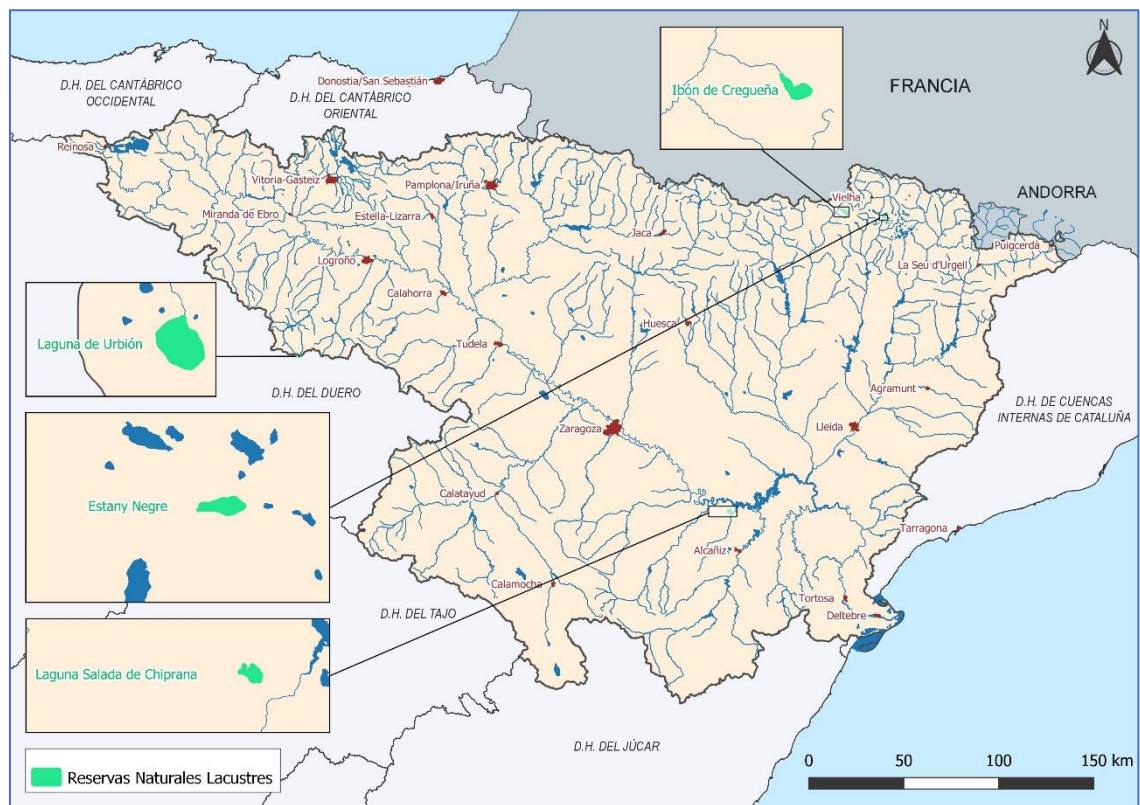 N
FRANCIA
ANDORRA
D.H. DEL CANTÁBRICO
OCCIDENTAL
Donostia/San Sebastián
D.H. DEL CANTÀBRICO
ORIENTAL
Ibón de Cregueña
Reinosa
Vitoria-Gasteiz
Pamplona/Iruña
Vielha
Miranda de Ebro
Estella-Lizarra
Jaca
Puigcerdà
La Seu d'Urgell
Logroño
Calahorra
Laguna de Urbión
Huesca
Tudela
D.H. DEL DUERO
Agramunt
D.H. DE CUENCAS
INTERNAS DE CATALUÑA
Zaragoza
Lleida
Estany Negre
Calatayud
Tarragona
Alcañiz
Calamocha
Tortosa
Deltebre
D.H. DEL TAJO
Laguna Salada de Chiprana
D.H. DEL JÚCAR
Reservas Naturales Lacustres
0 50 100 150 km